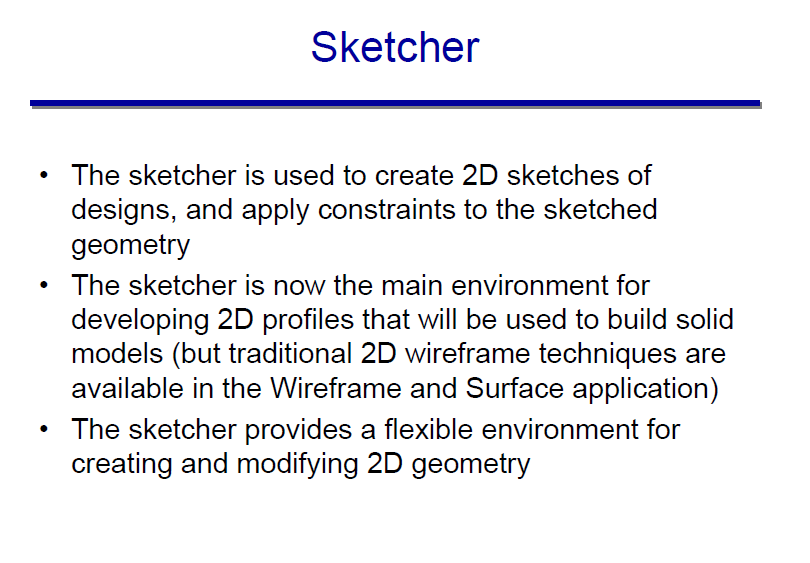 Sketcher
• The sketcher is used to create 2D sketches of
designs, and apply constraints to the sketched
geometry
• The sketcher is now the main environment for
developing 2D profiles that will be used to build solid
models (but traditional 2D wireframe techniques are
available in the Wireframe and Surface application)
• The sketcher provides a flexible environment for
creating and modifying 2D geometry